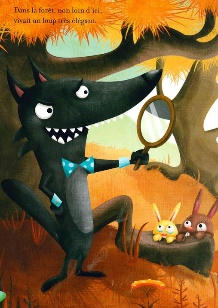 Dans la forêt, non loin d'ici,
vivait un loup très élégant.